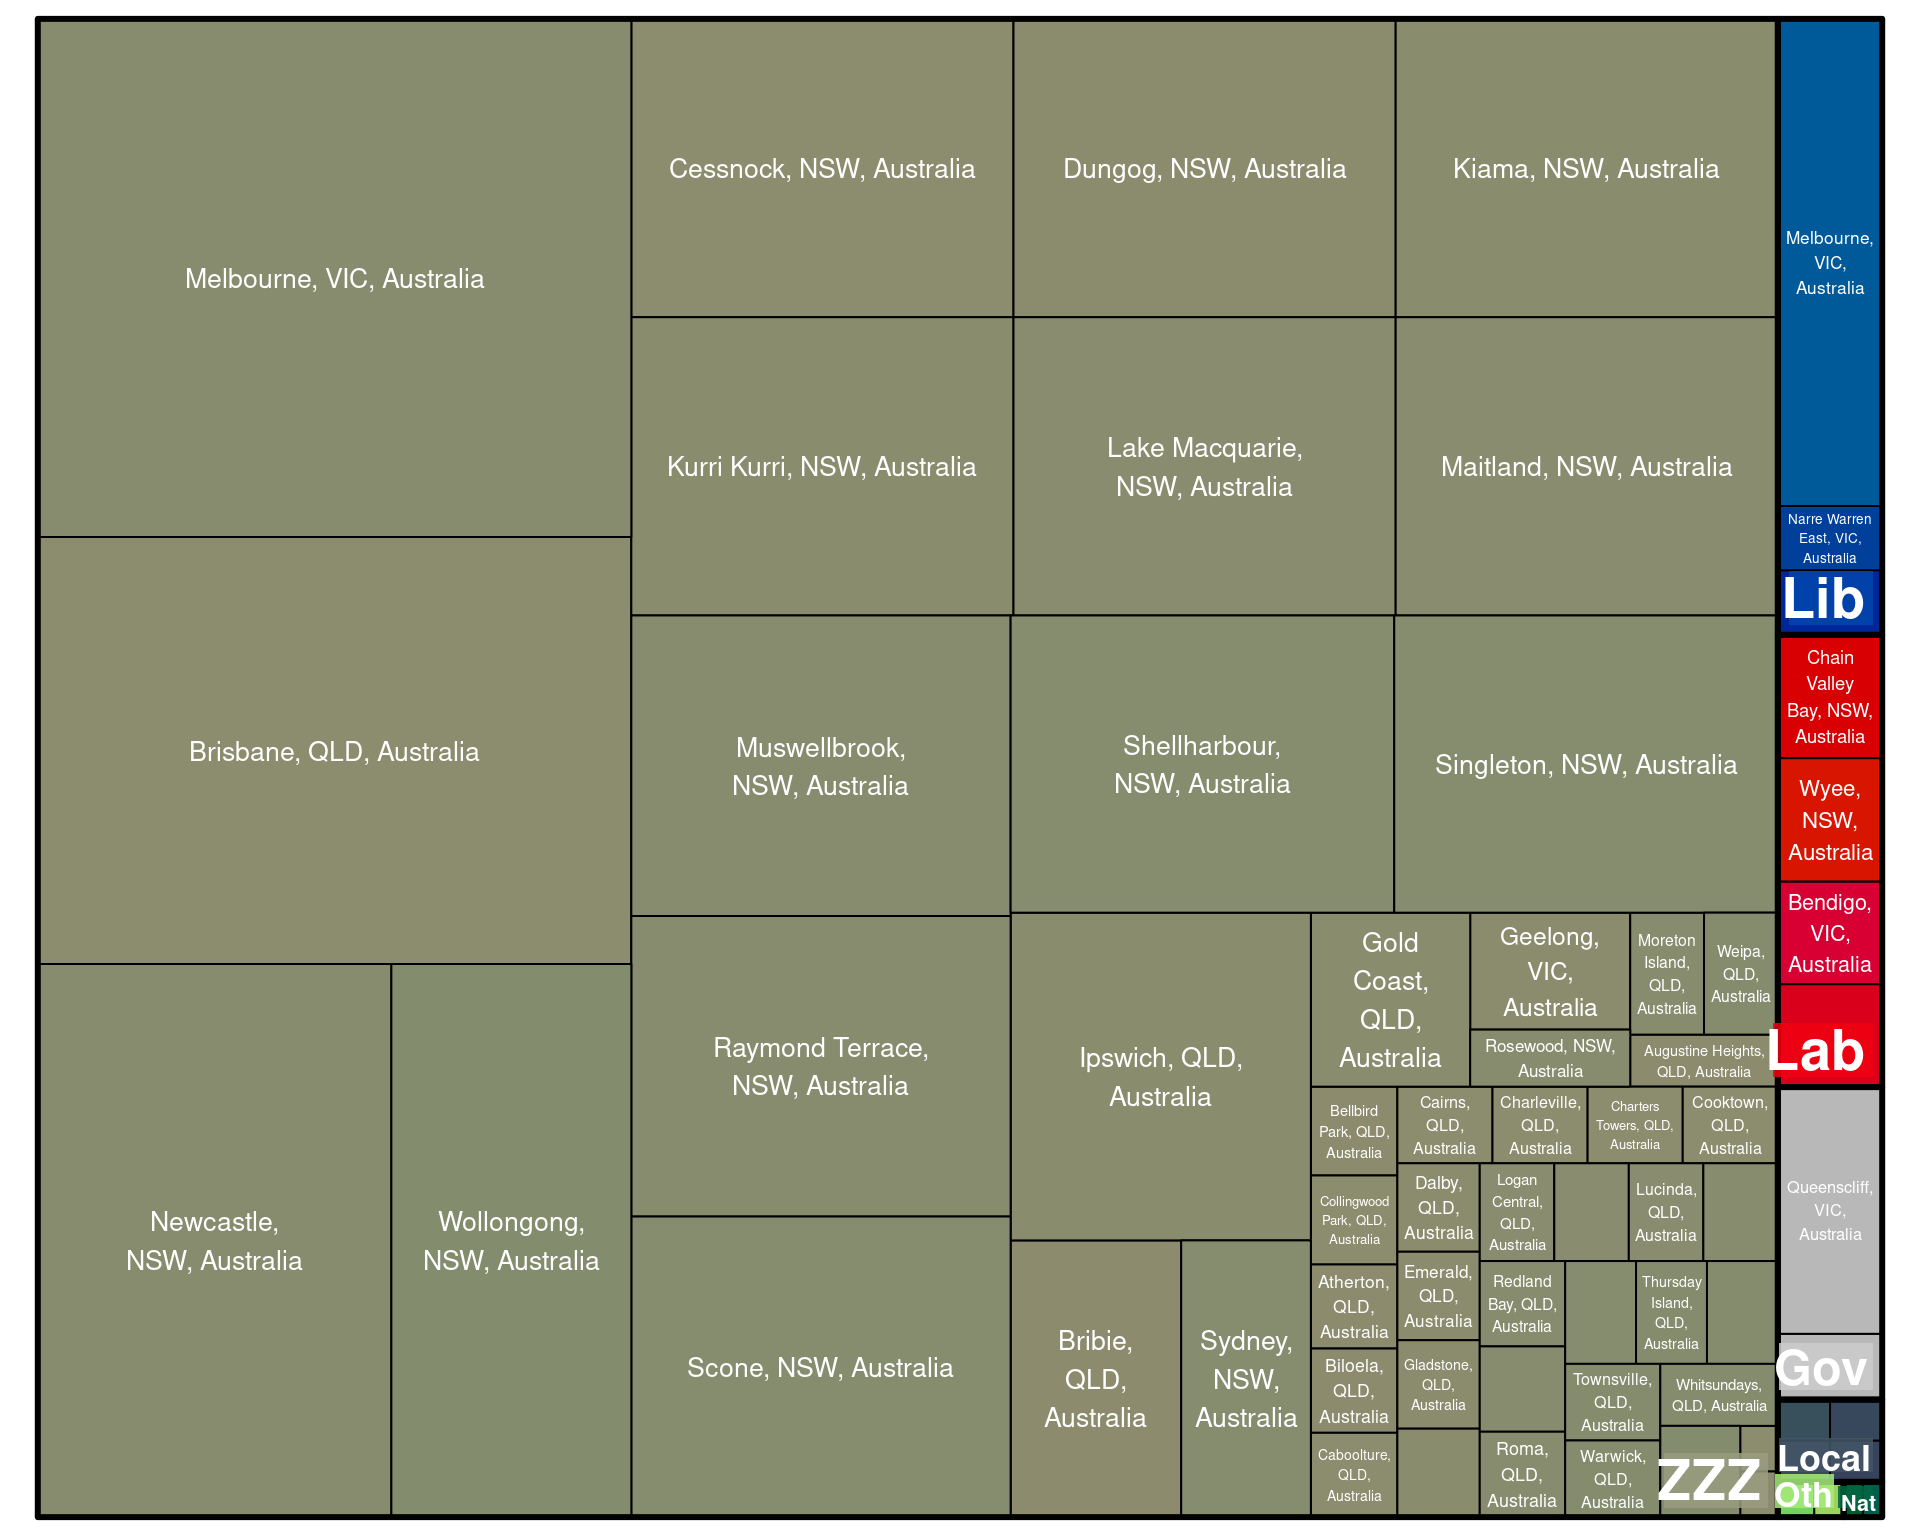 Melbourne, VIC, Australia
Brisbane, QLD, Australia
Newcastle,
NSW, Australia
Wollongong,
NSW, Australia
Cessnock, NSW, Australia
Dungog, NSW, Australia
Kiama, NSW, Australia
Kurri Kurri, NSW, Australia
Lake Macquarie,
NSW, Australia
Maitland, NSW, Australia
Muswellbrook,
NSW, Australia
Shellharbour,
NSW, Australia
Singleton, NSW, Australia
Raymond Terrace,
NSW, Australia
Scone, NSW, Australia
Ipswich, QLD,
Australia
Bribie,
QLD,
Australia
Sydney,
NSW,
Australia
Gold
Coast,
QLD,
Australia
Geelong,
VIC,
Australia
Rosewood, NSW,
Australia
Moreton
Island,
QLD,
Australia
Weipa,
QLD,
Australia
Augustine Heights,
QLD, Australia
Bellbird
Park, QLD,
Australia
Collingwood
Park, QLD,
Australia
Atherton,
QLD,
Australia
Biloela,
QLD,
Australia
Caboolture,
QLD,
Australia
Cairns,
QLD,
Australia
Charleville,
QLD,
Australia
Charters
Towers, QLD,
Australia
Cooktown,
QLD,
Australia
Dalby,
QLD,
Australia
Emerald,
QLD,
Australia
Gladstone,
QLD,
Australia
Logan
Central,
QLD,
Australia
Lucinda,
QLD,
Australia
Redland
Bay, QLD,
Australia
Roma,
QLD,
Australia
Thursday
Island,
QLD,
Australia
Townsville,
QLD,
Australia
Whitsundays,
QLD, Australia
Warwick,
QLD,
Australia
ZZZ
Melbourne,
VIC,
Australia
Narre Warren
East, VIC,
Australia
Lib
Chain
Valley
Bay, NSW,
Australia
Wyee,
NSW,
Australia
Bendigo,
VIC,
Australia
Lab
Queenscliff,
VIC,
Australia
Gov
Local
Oth
Nat